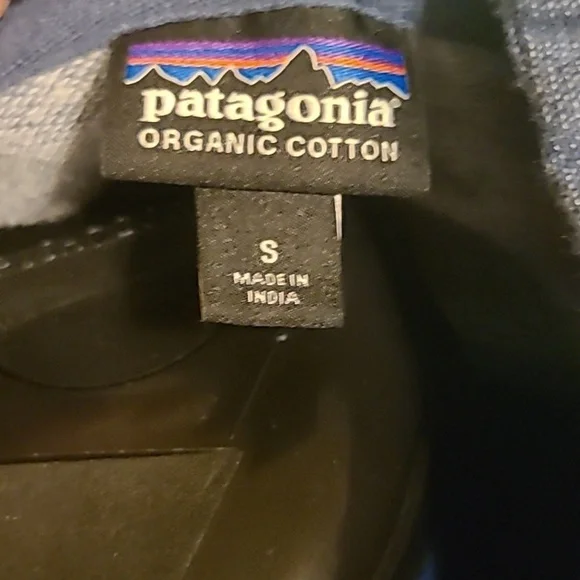 patagonia®
ORGANIC COTTON
S
MADE IN
INDIA